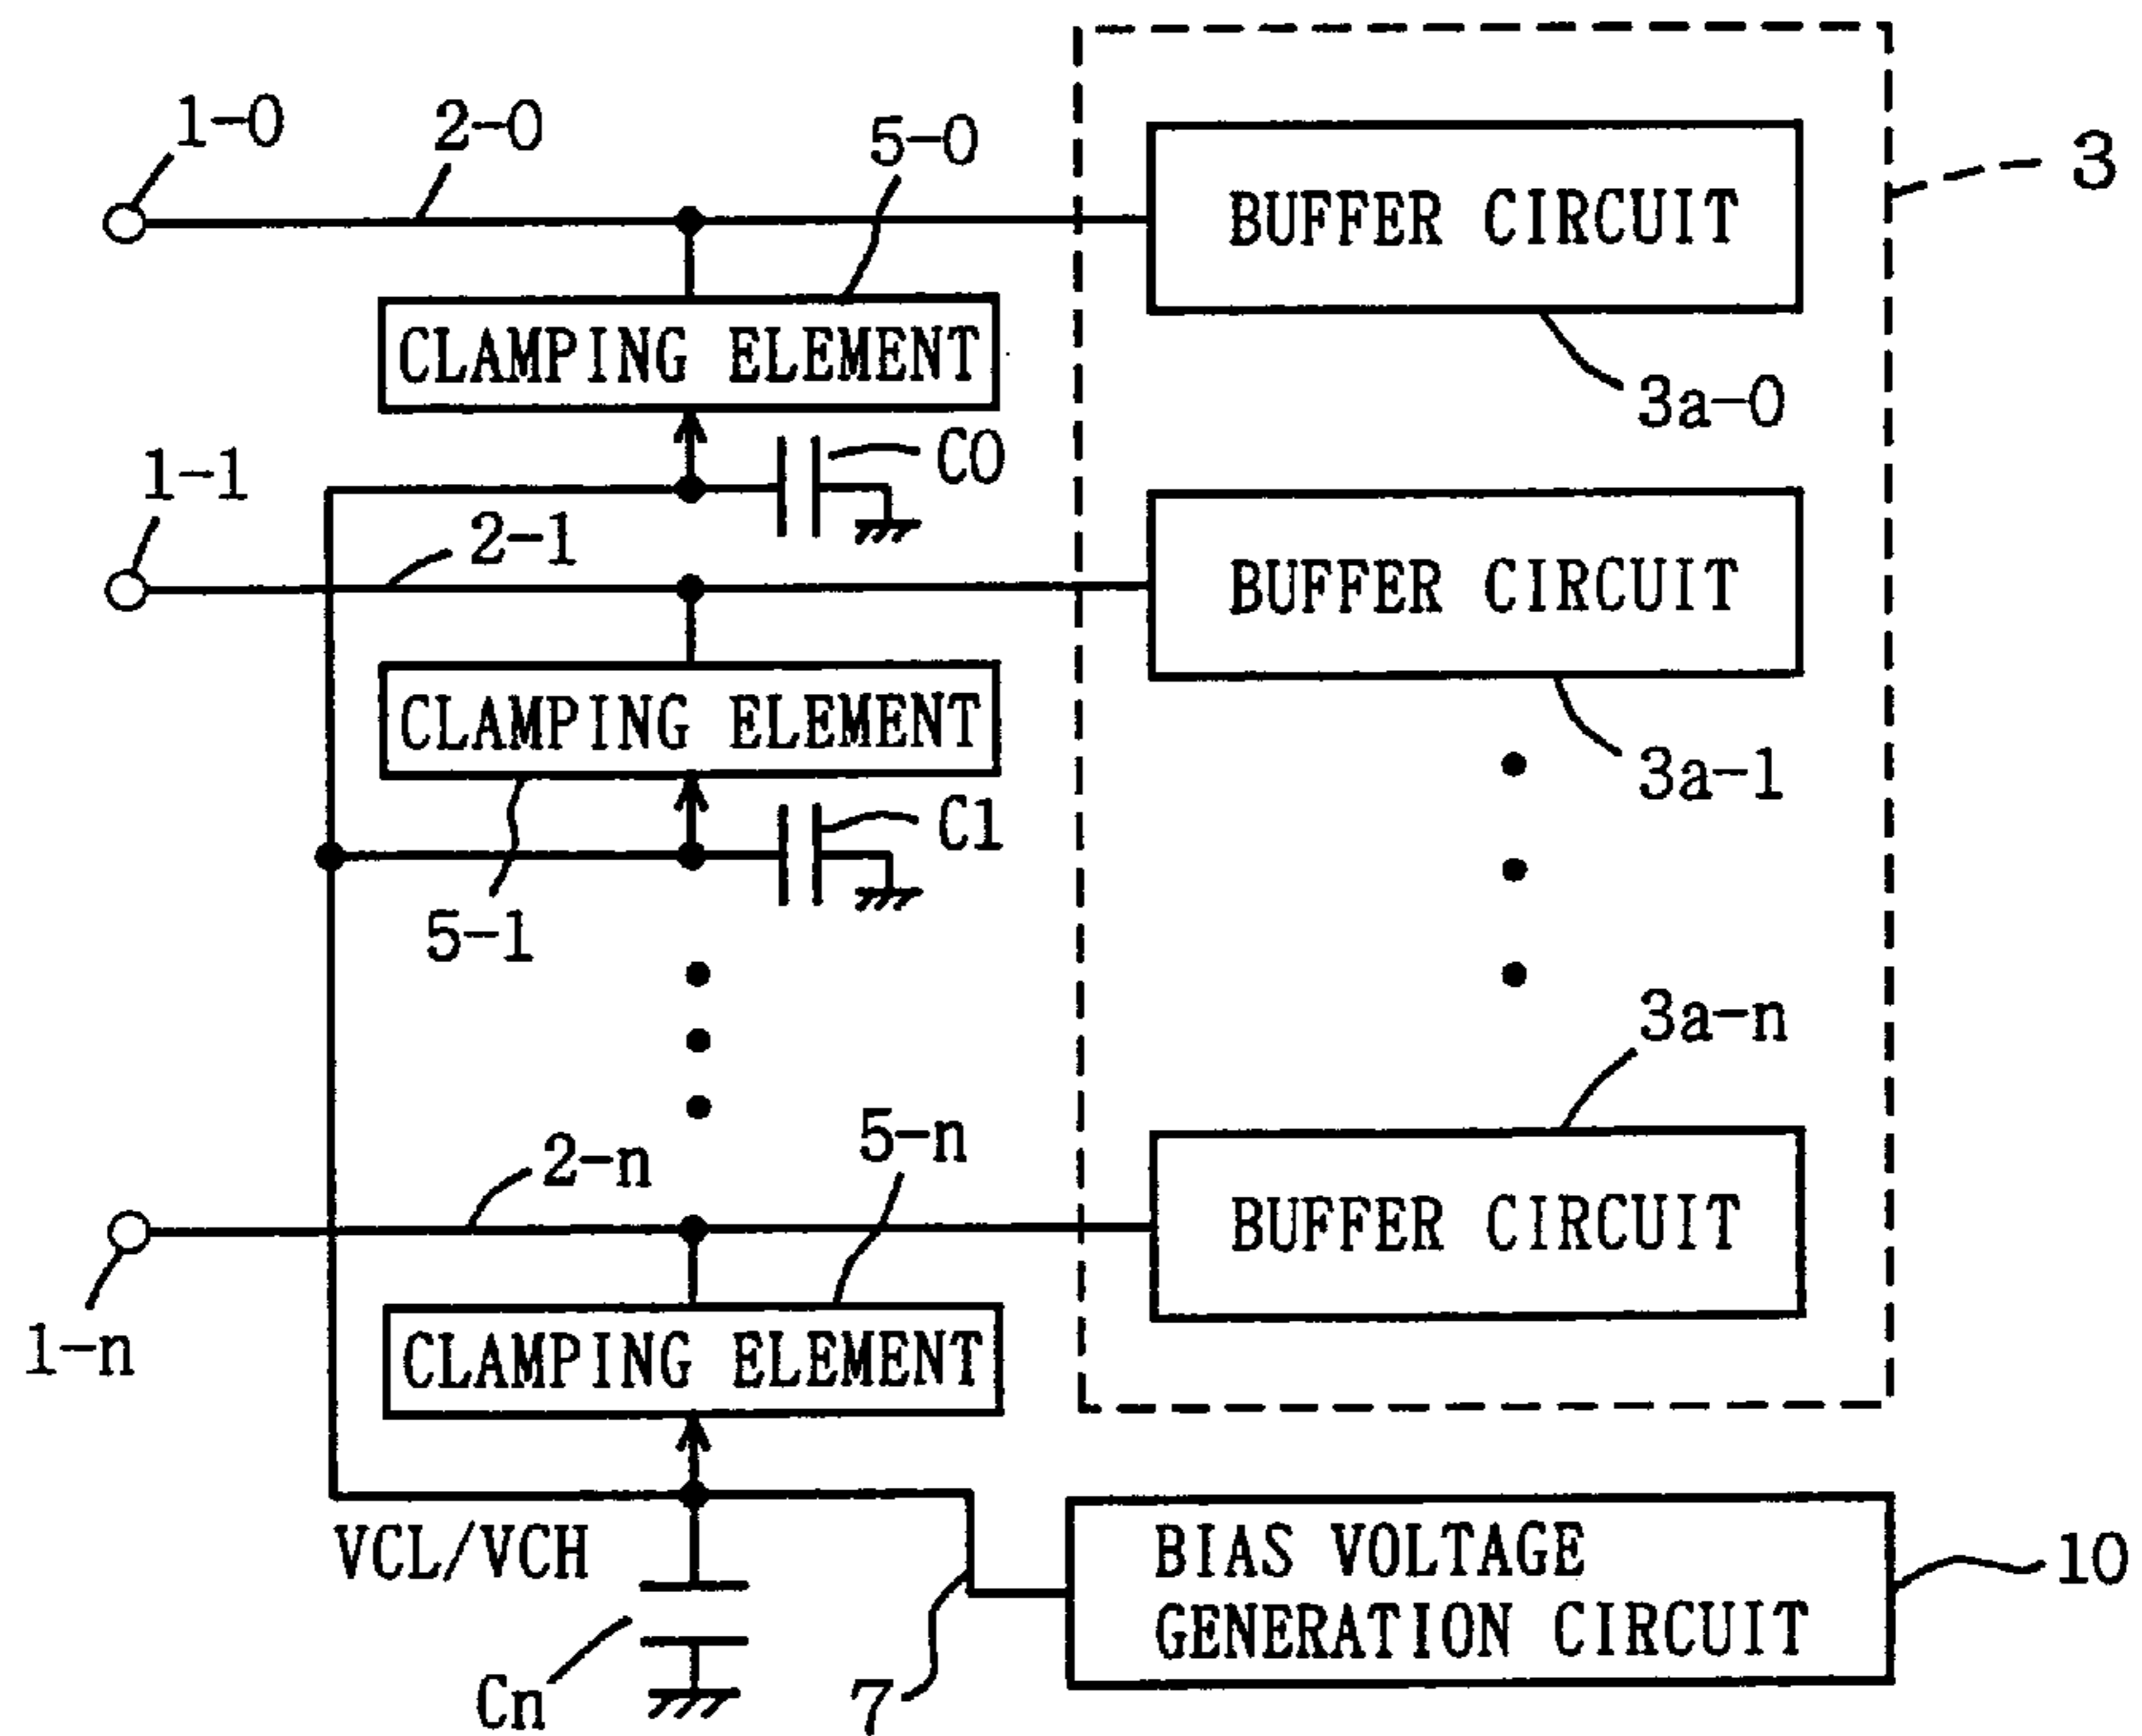 1-0
2-0
5-0
BUFFER CIRCUIT
3
CLAMPING ELEMENT
3a-0
C0
1-1
2-1
BUFFER CIRCUIT
CLAMPING ELEMENT
3a-1
C1
5-1
3a-n
5-n
2-n
BUFFER CIRCUIT
1-n
CLAMPING ELEMENT
VCL/VCH
BIAS VOLTAGE
GENERATION CIRCUIT
10
Cn
7